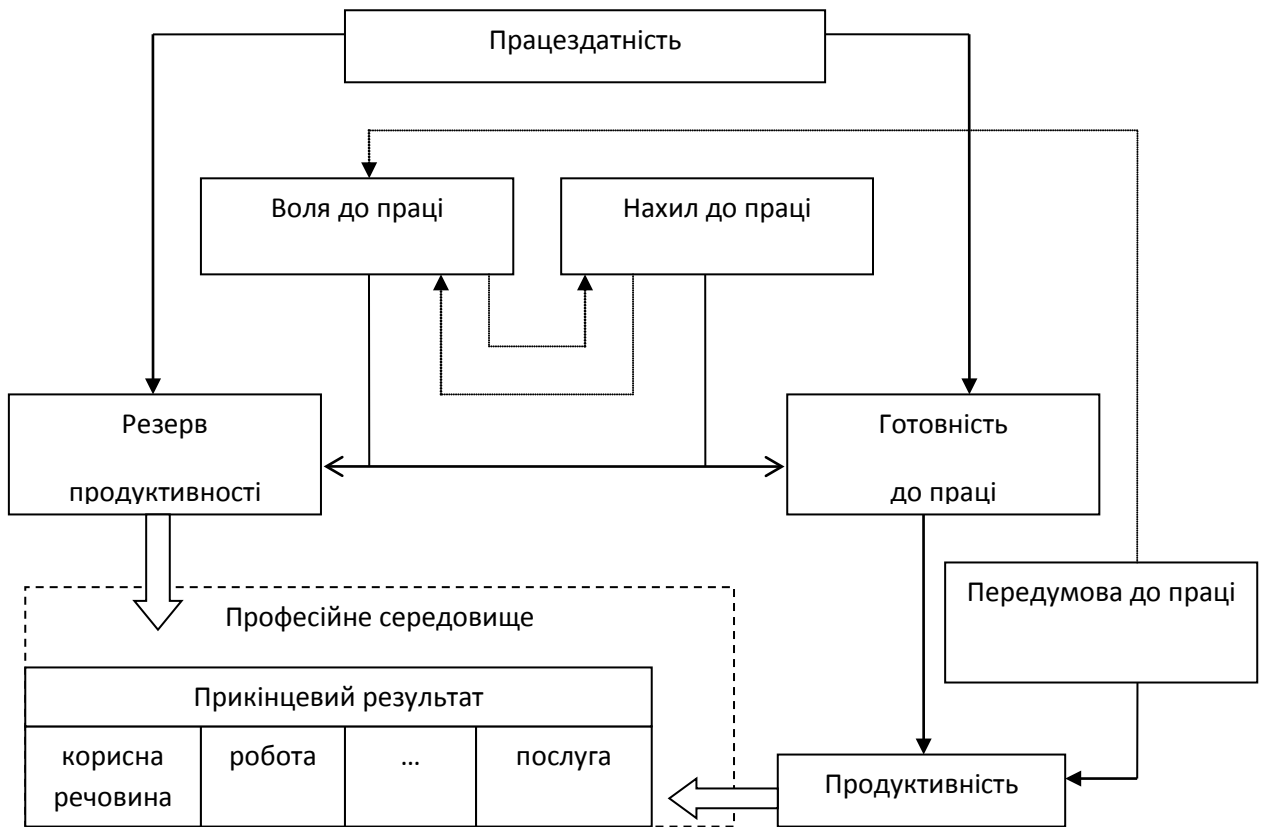 Працездатність
Воля до праці
Нахил до праці
Резерв
продуктивності
Готовність
до праці
Передумова до праці
Професійне середовище
Прикінцевий результат
корисна
речовина
робота
...
послуга
Продуктивність